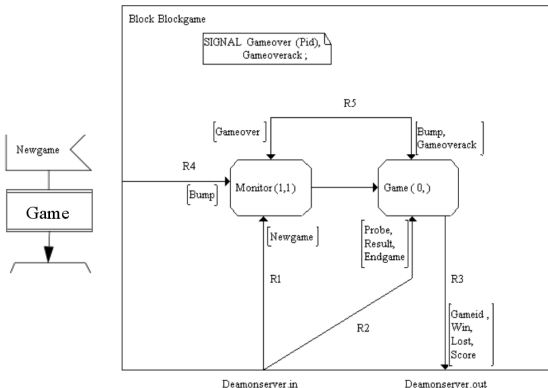 Block Blockgame
SIGNAL Gameover (Pid),
Gameoverack ;
R5
[Gameover]
[Bump,
Gameoverack]
Newgame
R4
Monitor (1,1)
Game ( 0, )
[Bump]
Game
[Newgame]
[Probe,
Result,
Endgame]
R1
R3
R2
[Gameid ,
Win,
Lost,
Score]
Deamonserver.in
Deamonserver.out